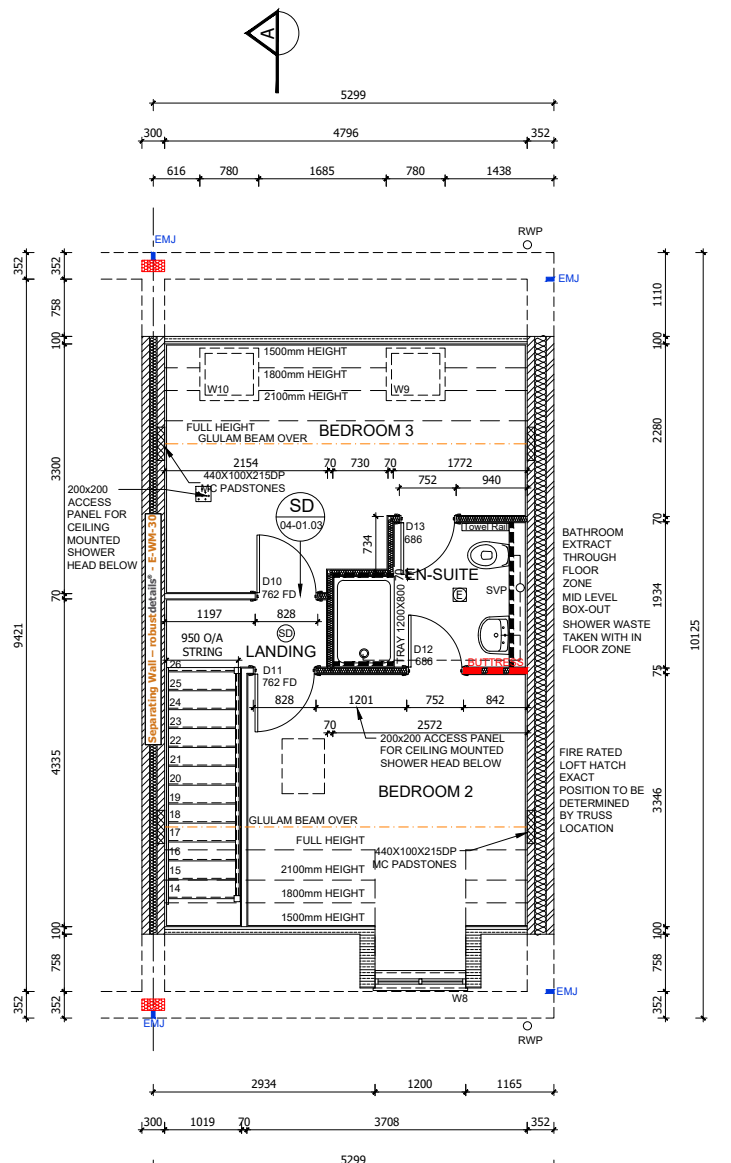 A
5299
300 4796 352
616 780 1685 780 1438
RWP
EMJ
EMJ
352
352
758
100
1110
100
1500mm HEIGHT
1800mm HEIGHT
2100mm HEIGHT
W10
W9
FULL HEIGHT
GLULAM BEAM OVER
BEDROOM 3
2280
3300
2154 70 730 70 1772
440X100X215DP
MC PADSTONES
752 940
200x200
ACCESS
PANEL FOR
CEILING
MOUNTED
SHOWER
HEAD BELOW
SD
04-01.03
734
D13
686
Towel Rail
70
BATHROOM
EXTRACT
THROUGH
FLOOR
ZONE
MID LEVEL
BOX-OUT
SHOWER WASTE
TAKEN WITH IN
FLOOR ZONE
Separating Wall – robustdetails® - E-WM-30
D10
762 FD
70
EN-SUITE
70
E
SVP
1934
10125
9421
1197 828
SD
TRAY 1200X800
950 O/A
STRING
LANDING
D12
686
BUTTRESS
75
D11
762 FD
26
25
24
23
22
21
20
19
18
17
16
15
14
828 1201 752 842
70 2572
200x200 ACCESS PANEL
FOR CEILING MOUNTED
SHOWER HEAD BELOW
4335
3346
FIRE RATED
LOFT HATCH
EXACT
POSITION TO BE
DETERMINED
BY TRUSS
LOCATION
BEDROOM 2
GLULAM BEAM OVER
FULL HEIGHT
440X100X215DP
MC PADSTONES
2100mm HEIGHT
1800mm HEIGHT
1500mm HEIGHT
100
758
352
352
100
758
352
W8
EMJ
EMJ
RWP
2934 1200 1165
300 1019 70 3708 352
5299